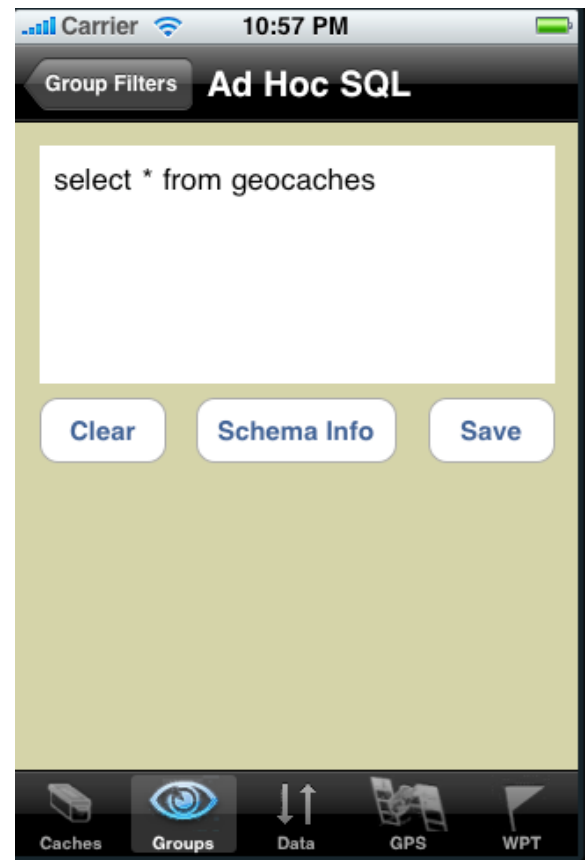 Carrier 10:57 PM
Group Filters Ad Hoc SQL
select * from geocaches
Clear Schema Info Save
Caches Groups Data GPS WPT